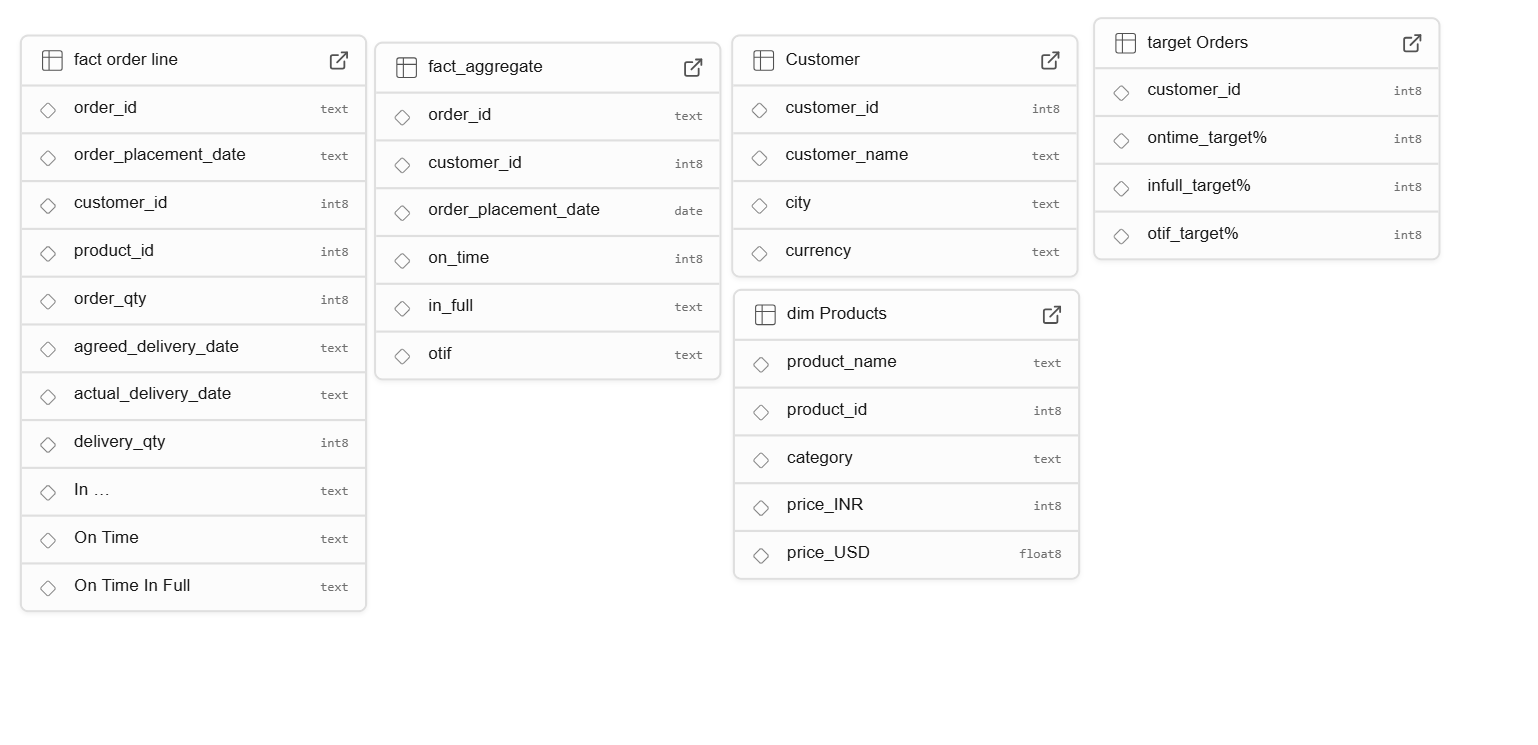 fact order line
order_id text
order_placement_date text
customer_id int8
product_id int8
order_qty int8
agreed_delivery_date text
actual_delivery_date text
delivery_qty int8
In ... text
On Time text
On Time In Full text
fact_aggregate
order_id text
customer_id int8
order_placement_date date
on_time int8
in_full text
otif text
Customer
customer_id int8
customer_name text
city text
currency text
dim Products
product_name text
product_id int8
category text
price_INR int8
price_USD float8
target Orders
customer_id int8
ontime_target% int8
infull_target% int8
otif_target% int8